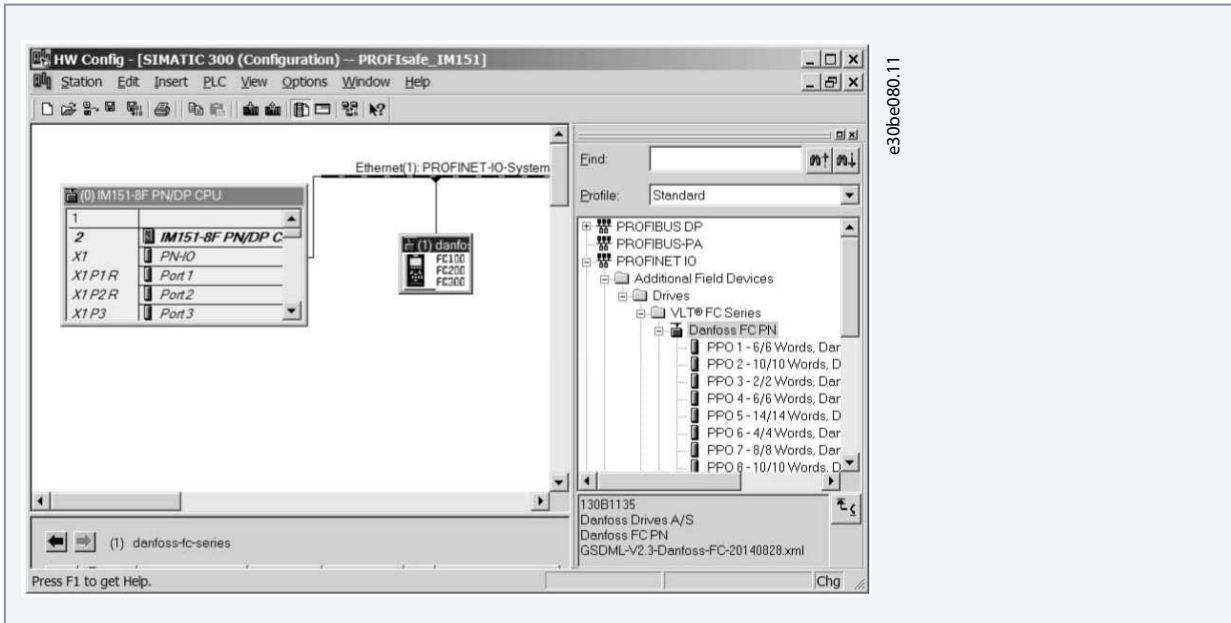 HW Config - [SIMATIC 300 (Configuration) -- PROFIsafe_IM151]
Station Edit Insert PLC View Options Window Help
Ethernet(1): PROFINET-IO-System
(0) IM151-8F PN/DP CPU
1
2 IM151-8F PN/DP C
X1 PN-IO
X1 P1 R Port 1
X1 P2 R Port 2
X1 P3 Port 3
(1) danfo
FC100
FC200
FC300
(1) danfoss-fc-series
Find:
Profile: Standard
PROFIBUS DP
PROFIBUS-PA
PROFINET IO
Additional Field Devices
Drives
VLT® FC Series
Danfoss FC PN
PPO 1 - 6/6 Words, Dar
PPO 2 - 10/10 Words, D
PPO 3 - 2/2 Words, Dar
PPO 4 - 6/6 Words, Dar
PPO 5 - 14/14 Words, D
PPO 6 - 4/4 Words, Dar
PPO 7 - 8/8 Words, Dar
PPO 8 - 10/10 Words, D
130B1135
Danfoss Drives A/S
Danfoss FC PN
GSDML-V2.3-Danfoss-FC-20140828.xml
Press F1 to get Help.
Chg
e30be080.11